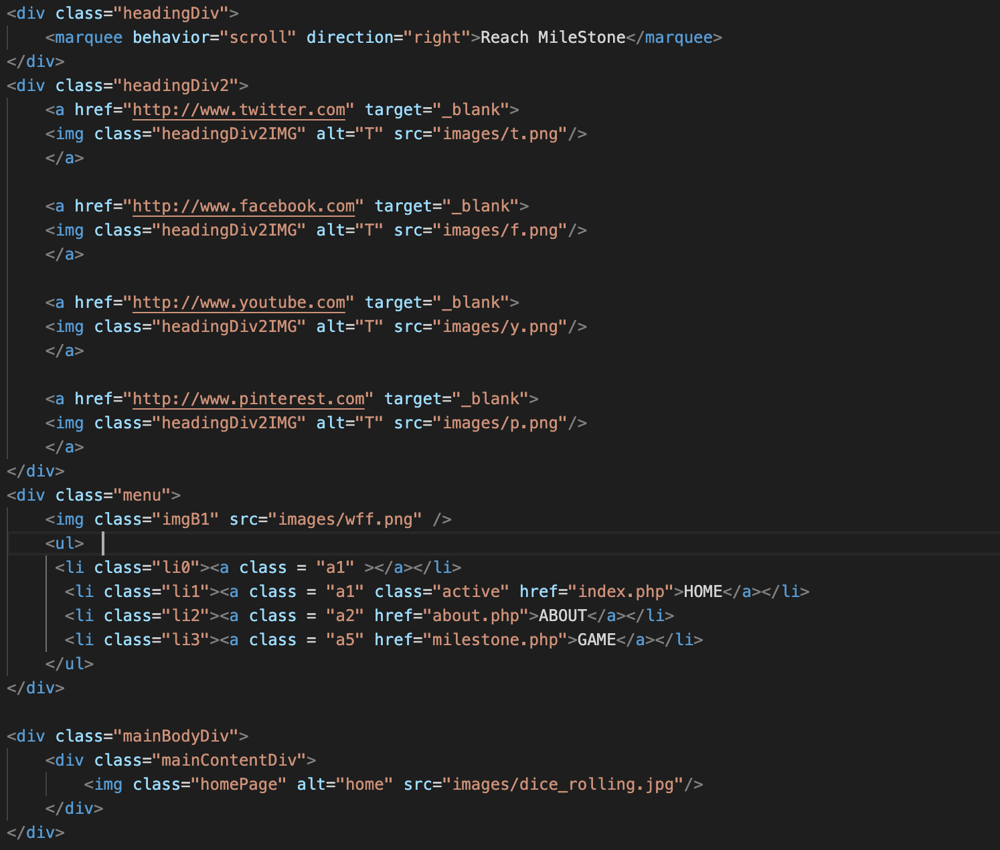 <div class="headingDiv">
    <marquee behavior="scroll" direction="right">Reach MileStone</marquee>
</div>
<div class="headingDiv2">
    <a href="http://www.twitter.com" target="_blank">
    <img class="headingDiv2IMG" alt="T" src="images/t.png"/>
    </a>

    <a href="http://www.facebook.com" target="_blank">
    <img class="headingDiv2IMG" alt="T" src="images/f.png"/>
    </a>

    <a href="http://www.youtube.com" target="_blank">
    <img class="headingDiv2IMG" alt="T" src="images/y.png"/>
    </a>

    <a href="http://www.pinterest.com" target="_blank">
    <img class="headingDiv2IMG" alt="T" src="images/p.png"/>
    </a>
</div>
<div class="menu">
    <img class="imgB1" src="images/wff.png" />
    <ul>
     <li class="li0"><a class = "a1" ></a></li>
      <li class="li1"><a class = "a1" class="active" href="index.php">HOME</a></li>
      <li class="li2"><a class = "a2" href="about.php">ABOUT</a></li>
      <li class="li3"><a class = "a5" href="milestone.php">GAME</a></li>
    </ul>
</div>

<div class="mainBodyDiv">
    <div class="mainContentDiv">
        <img class="homePage" alt="home" src="images/dice_rolling.jpg"/>
    </div>
</div>